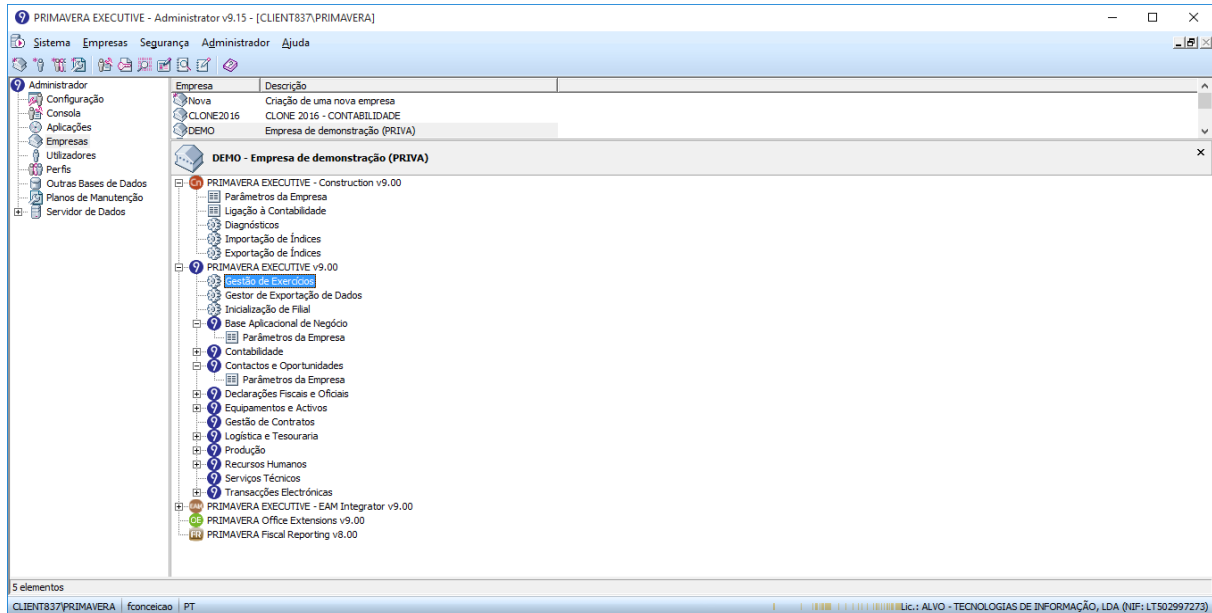 PRIMAVERA EXECUTIVE - Administrator v9.15 - [CLIENT837\PRIMAVERA]
Sistema Empresas Segurança Administrador Ajuda
Administrador
Configuração
Consola
Aplicações
Empresas
Utilizadores
Perfis
Outras Bases de Dados
Planos de Manutenção
Servidor de Dados
Empresa Descrição
Nova Criação de uma nova empresa
CLONE2016 CLONE 2016 - CONTABILIDADE
DEMO Empresa de demonstração (PRIVA)
DEMO - Empresa de demonstração (PRIVA)
Cn PRIMAVERA EXECUTIVE - Construction v9.00
Parâmetros da Empresa
Ligação à Contabilidade
Diagnósticos
Importação de Índices
Exportação de Índices
PRIMAVERA EXECUTIVE v9.00
Gestão de Exercícios
Gestor de Exportação de Dados
Inicialização de Filial
Base Aplicacional de Negócio
Parâmetros da Empresa
Contabilidade
Contactos e Oportunidades
Parâmetros da Empresa
Declarações Fiscais e Oficiais
Equipamentos e Activos
Gestão de Contratos
Logística e Tesouraria
Produção
Recursos Humanos
Serviços Técnicos
Transacções Electrónicas
EAM PRIMAVERA EXECUTIVE - EAM Integrator v9.00
OE PRIMAVERA Office Extensions v9.00
FR PRIMAVERA Fiscal Reporting v8.00
5 elementos
CLIENT837\PRIMAVERA fconceicao PT Lic.: ALVO - TECNOLOGIAS DE INFORMAÇÃO, LDA (NIF: LT502997273)